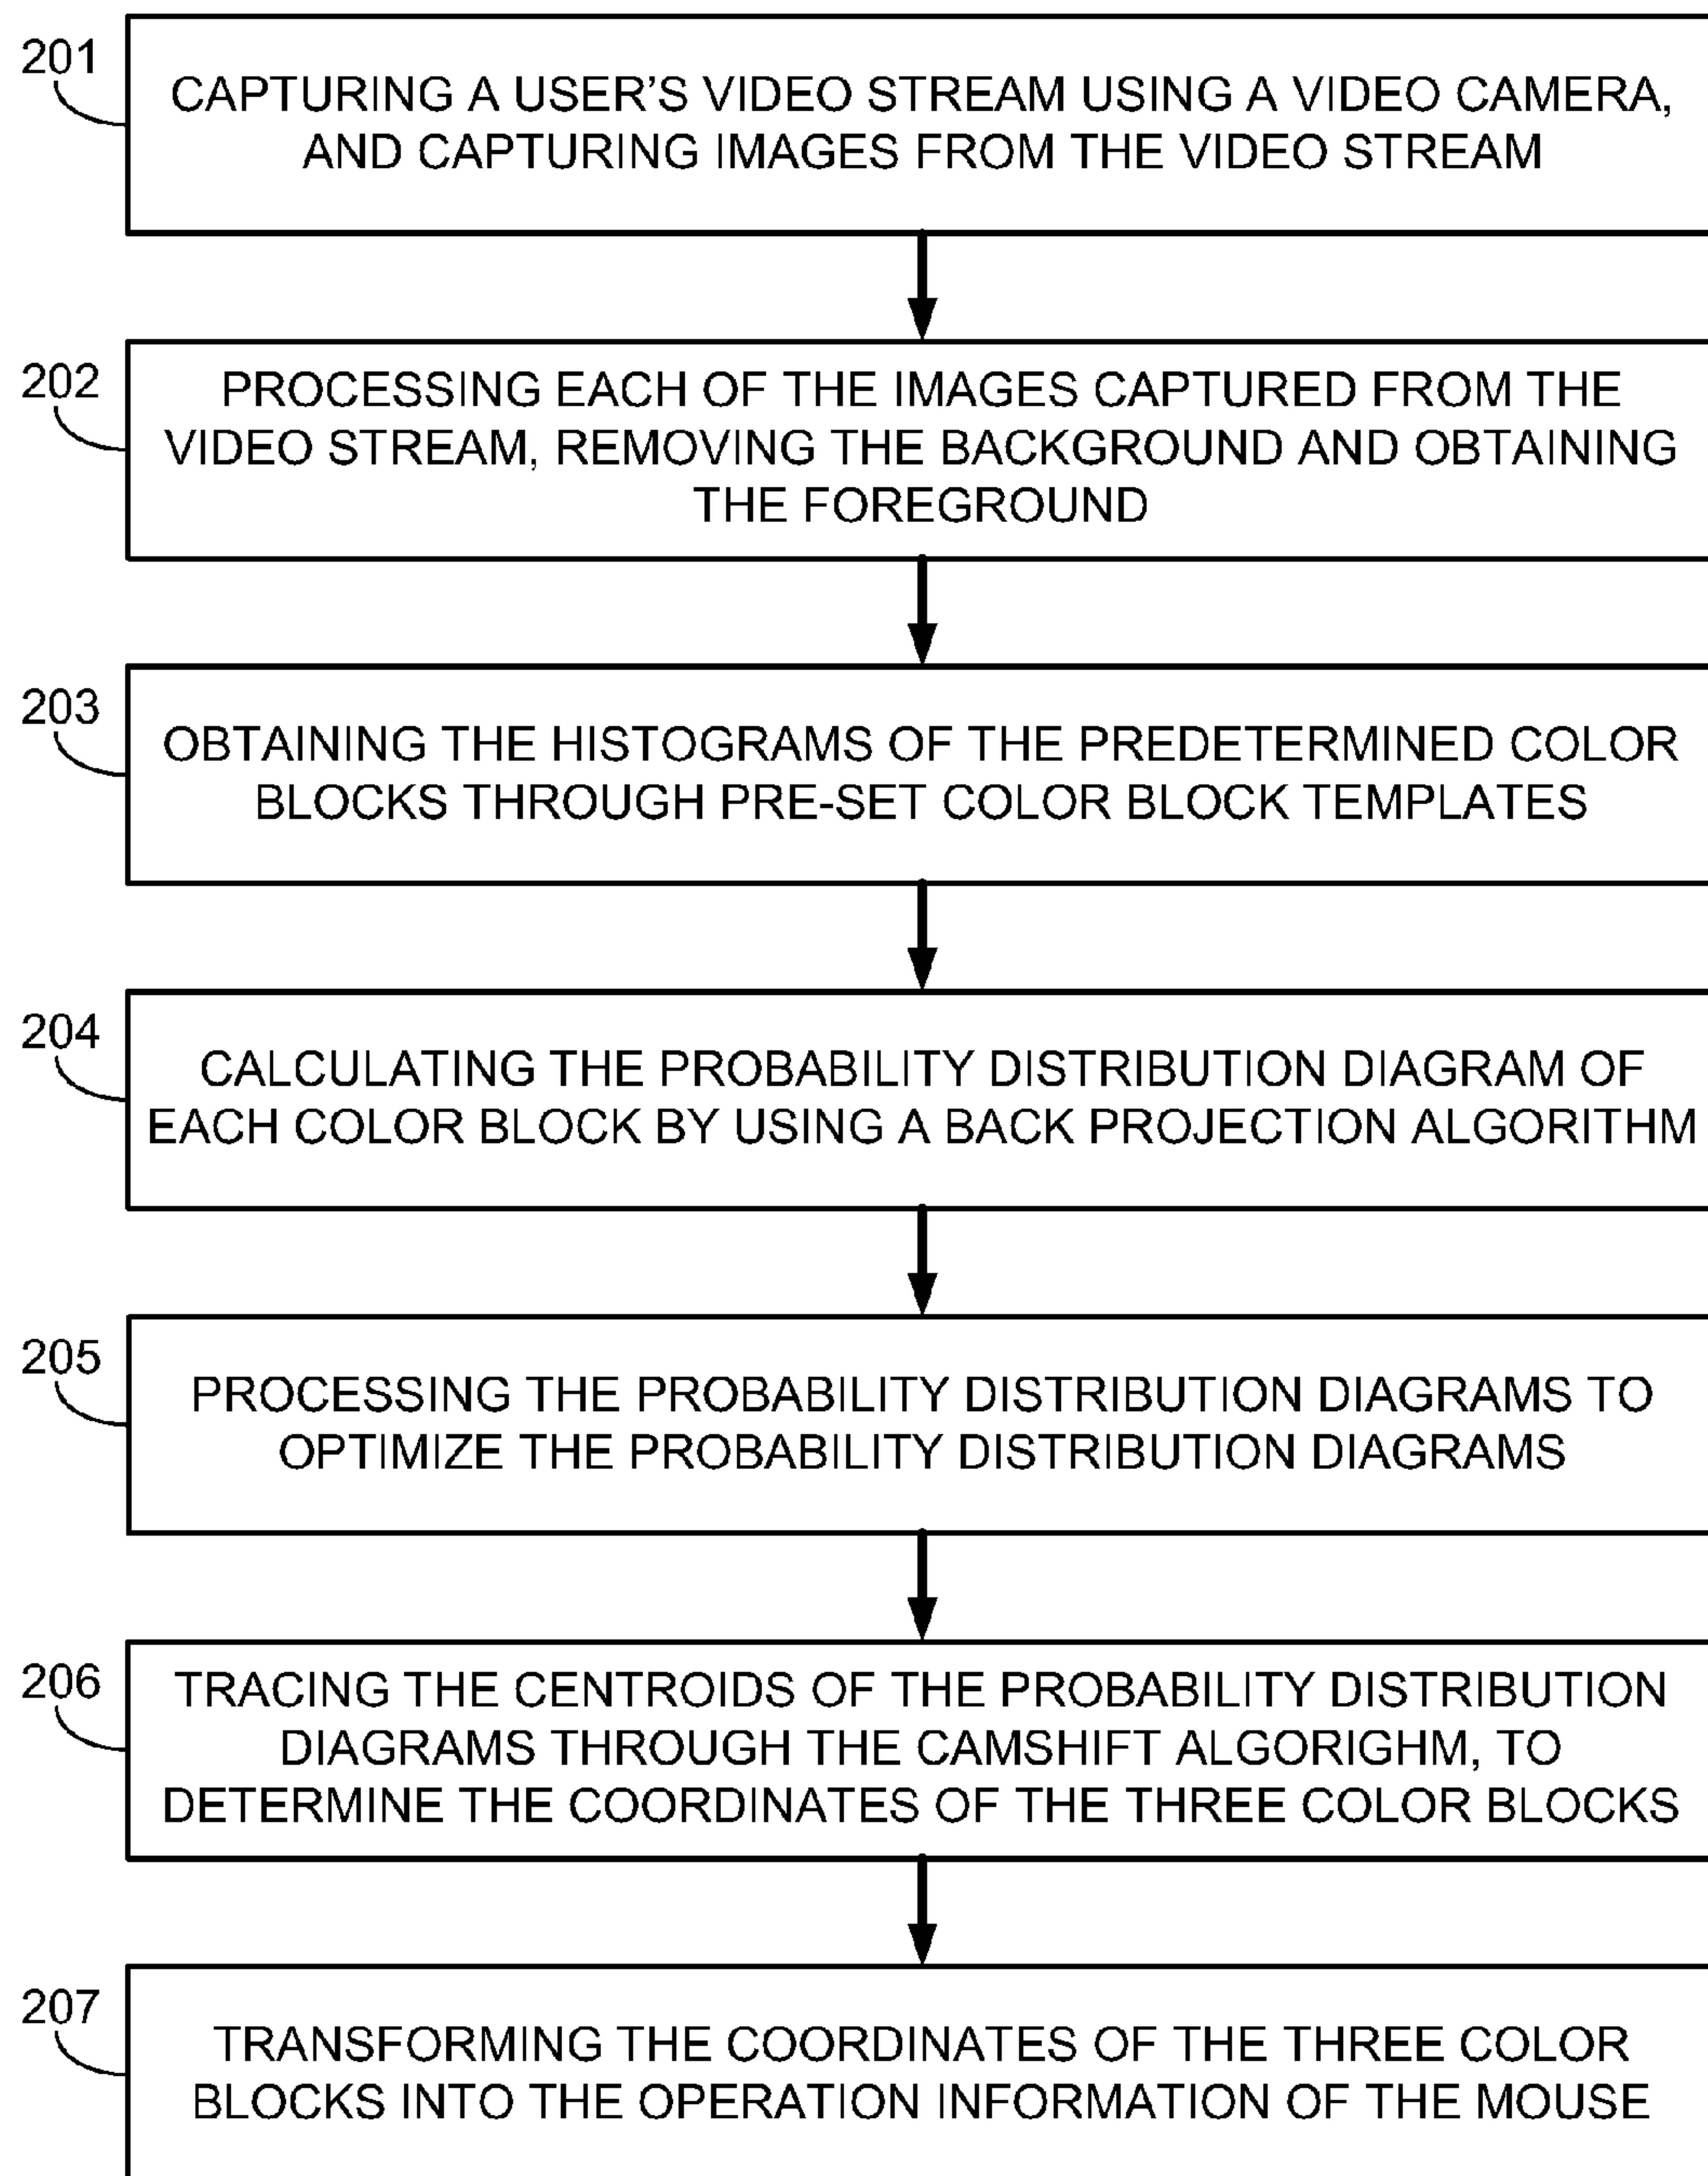 201
CAPTURING A USER'S VIDEO STREAM USING A VIDEO CAMERA,
AND CAPTURING IMAGES FROM THE VIDEO STREAM
202
PROCESSING EACH OF THE IMAGES CAPTURED FROM THE
VIDEO STREAM, REMOVING THE BACKGROUND AND OBTAINING
THE FOREGROUND
203
OBTAINING THE HISTOGRAMS OF THE PREDETERMINED COLOR
BLOCKS THROUGH PRE-SET COLOR BLOCK TEMPLATES
204
CALCULATING THE PROBABILITY DISTRIBUTION DIAGRAM OF
EACH COLOR BLOCK BY USING A BACK PROJECTION ALGORITHM
205
PROCESSING THE PROBABILITY DISTRIBUTION DIAGRAMS TO
OPTIMIZE THE PROBABILITY DISTRIBUTION DIAGRAMS
206
TRACING THE CENTROIDS OF THE PROBABILITY DISTRIBUTION
DIAGRAMS THROUGH THE CAMSHIFT ALGORIGHM, TO
DETERMINE THE COORDINATES OF THE THREE COLOR BLOCKS
207
TRANSFORMING THE COORDINATES OF THE THREE COLOR
BLOCKS INTO THE OPERATION INFORMATION OF THE MOUSE